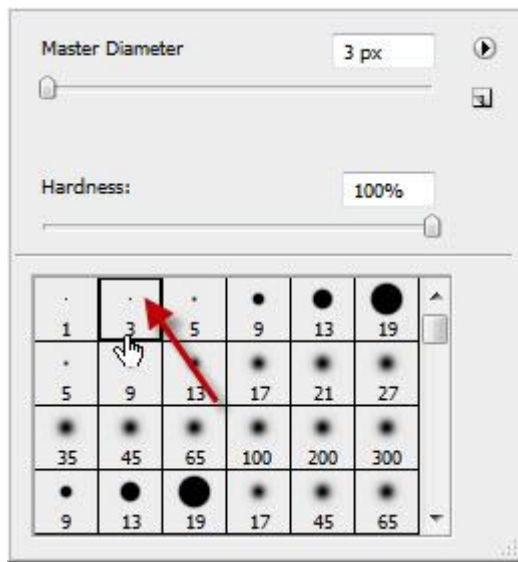 Master Diameter 3 px
Hardness: 100%
1 3 5 9 13 19
5 9 13 17 21 27
35 45 65 100 200 300
9 13 19 17 45 65